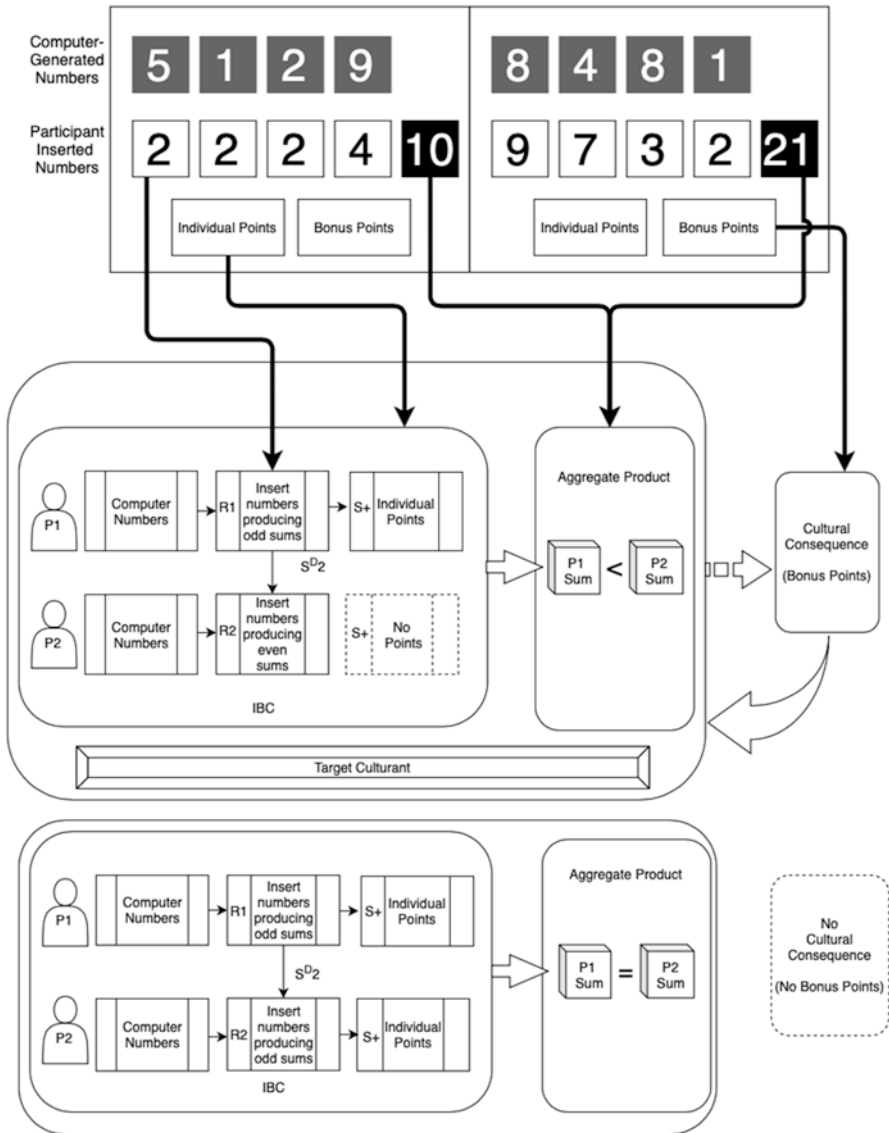 Computer-
Generated
Numbers
5 1 2 9
8 4 8 1
Participant
Inserted
Numbers
2 2 2 4 10
9 7 3 2 21
Individual Points
Bonus Points
Individual Points
Bonus Points
P1
Computer
Numbers
R1
Insert
numbers
producing
odd sums
S+
Individual
Points
Sᴰ2
P2
Computer
Numbers
R2
Insert
numbers
producing
even
sums
S+
No
Points
IBC
Aggregate Product
P1
Sum
<
P2
Sum
Cultural
Consequence
(Bonus Points)
Target Culturant
P1
Computer
Numbers
R1
Insert
numbers
producing
odd sums
S+
Individual
Points
Sᴰ2
P2
Computer
Numbers
R2
Insert
numbers
producing
odd sums
S+
Individual
Points
IBC
Aggregate Product
P1
Sum
=
P2
Sum
No
Cultural
Consequence
(No Bonus Points)